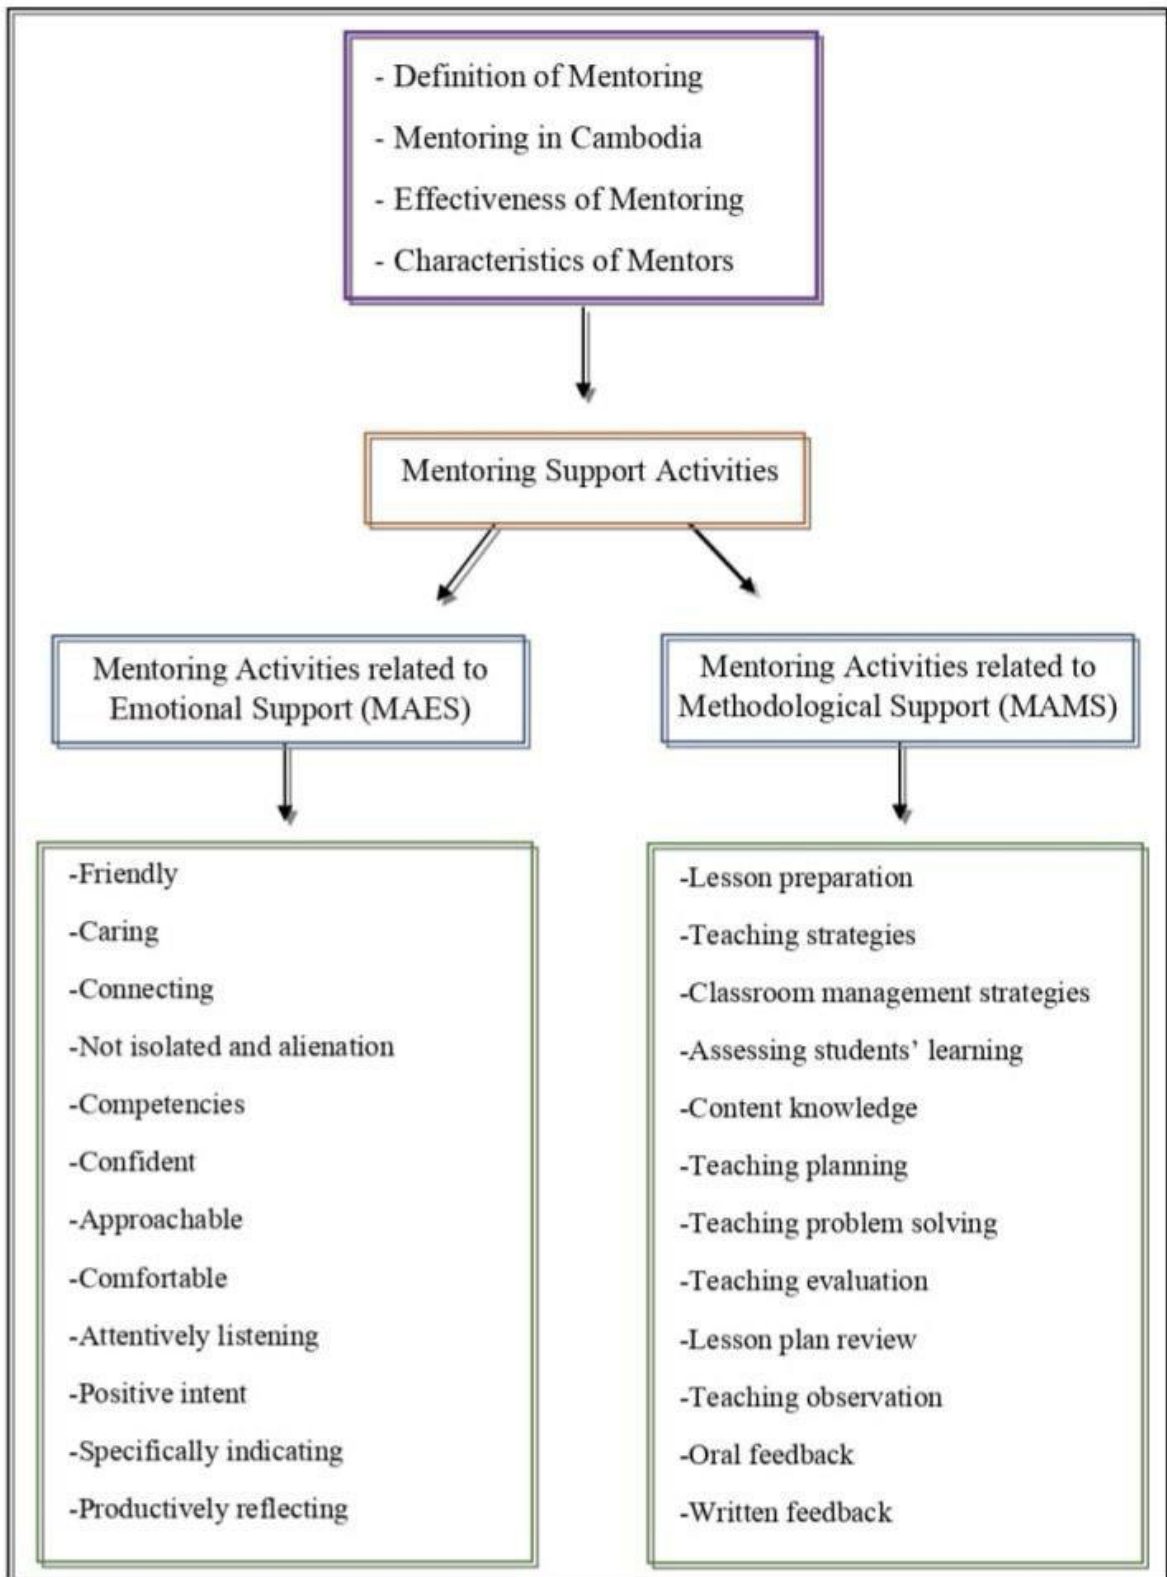 - Definition of Mentoring
- Mentoring in Cambodia
- Effectiveness of Mentoring
- Characteristics of Mentors
Mentoring Support Activities
Mentoring Activities related to
Emotional Support (MAES)
Mentoring Activities related to
Methodological Support (MAMS)
-Friendly
-Caring
-Connecting
-Not isolated and alienation
-Competencies
-Confident
-Approachable
-Comfortable
-Attentively listening
-Positive intent
-Specifically indicating
-Productively reflecting
-Lesson preparation
-Teaching strategies
-Classroom management strategies
-Assessing students’ learning
-Content knowledge
-Teaching planning
-Teaching problem solving
-Teaching evaluation
-Lesson plan review
-Teaching observation
-Oral feedback
-Written feedback